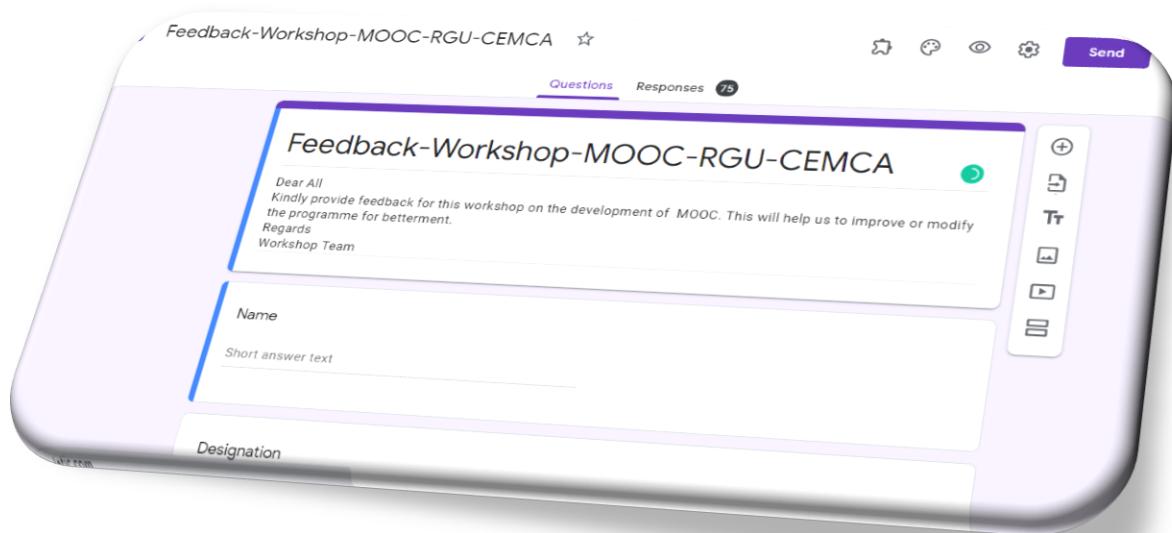 Feedback-Workshop-MOOC-RGU-CEMCA
Send
Questions Responses 75
Feedback-Workshop-MOOC-RGU-CEMCA
Dear All
Kindly provide feedback for this workshop on the development of MOOC. This will help us to improve or modify
the programme for betterment.
Regards
Workshop Team
Tт
Name
Short answer text
Designation